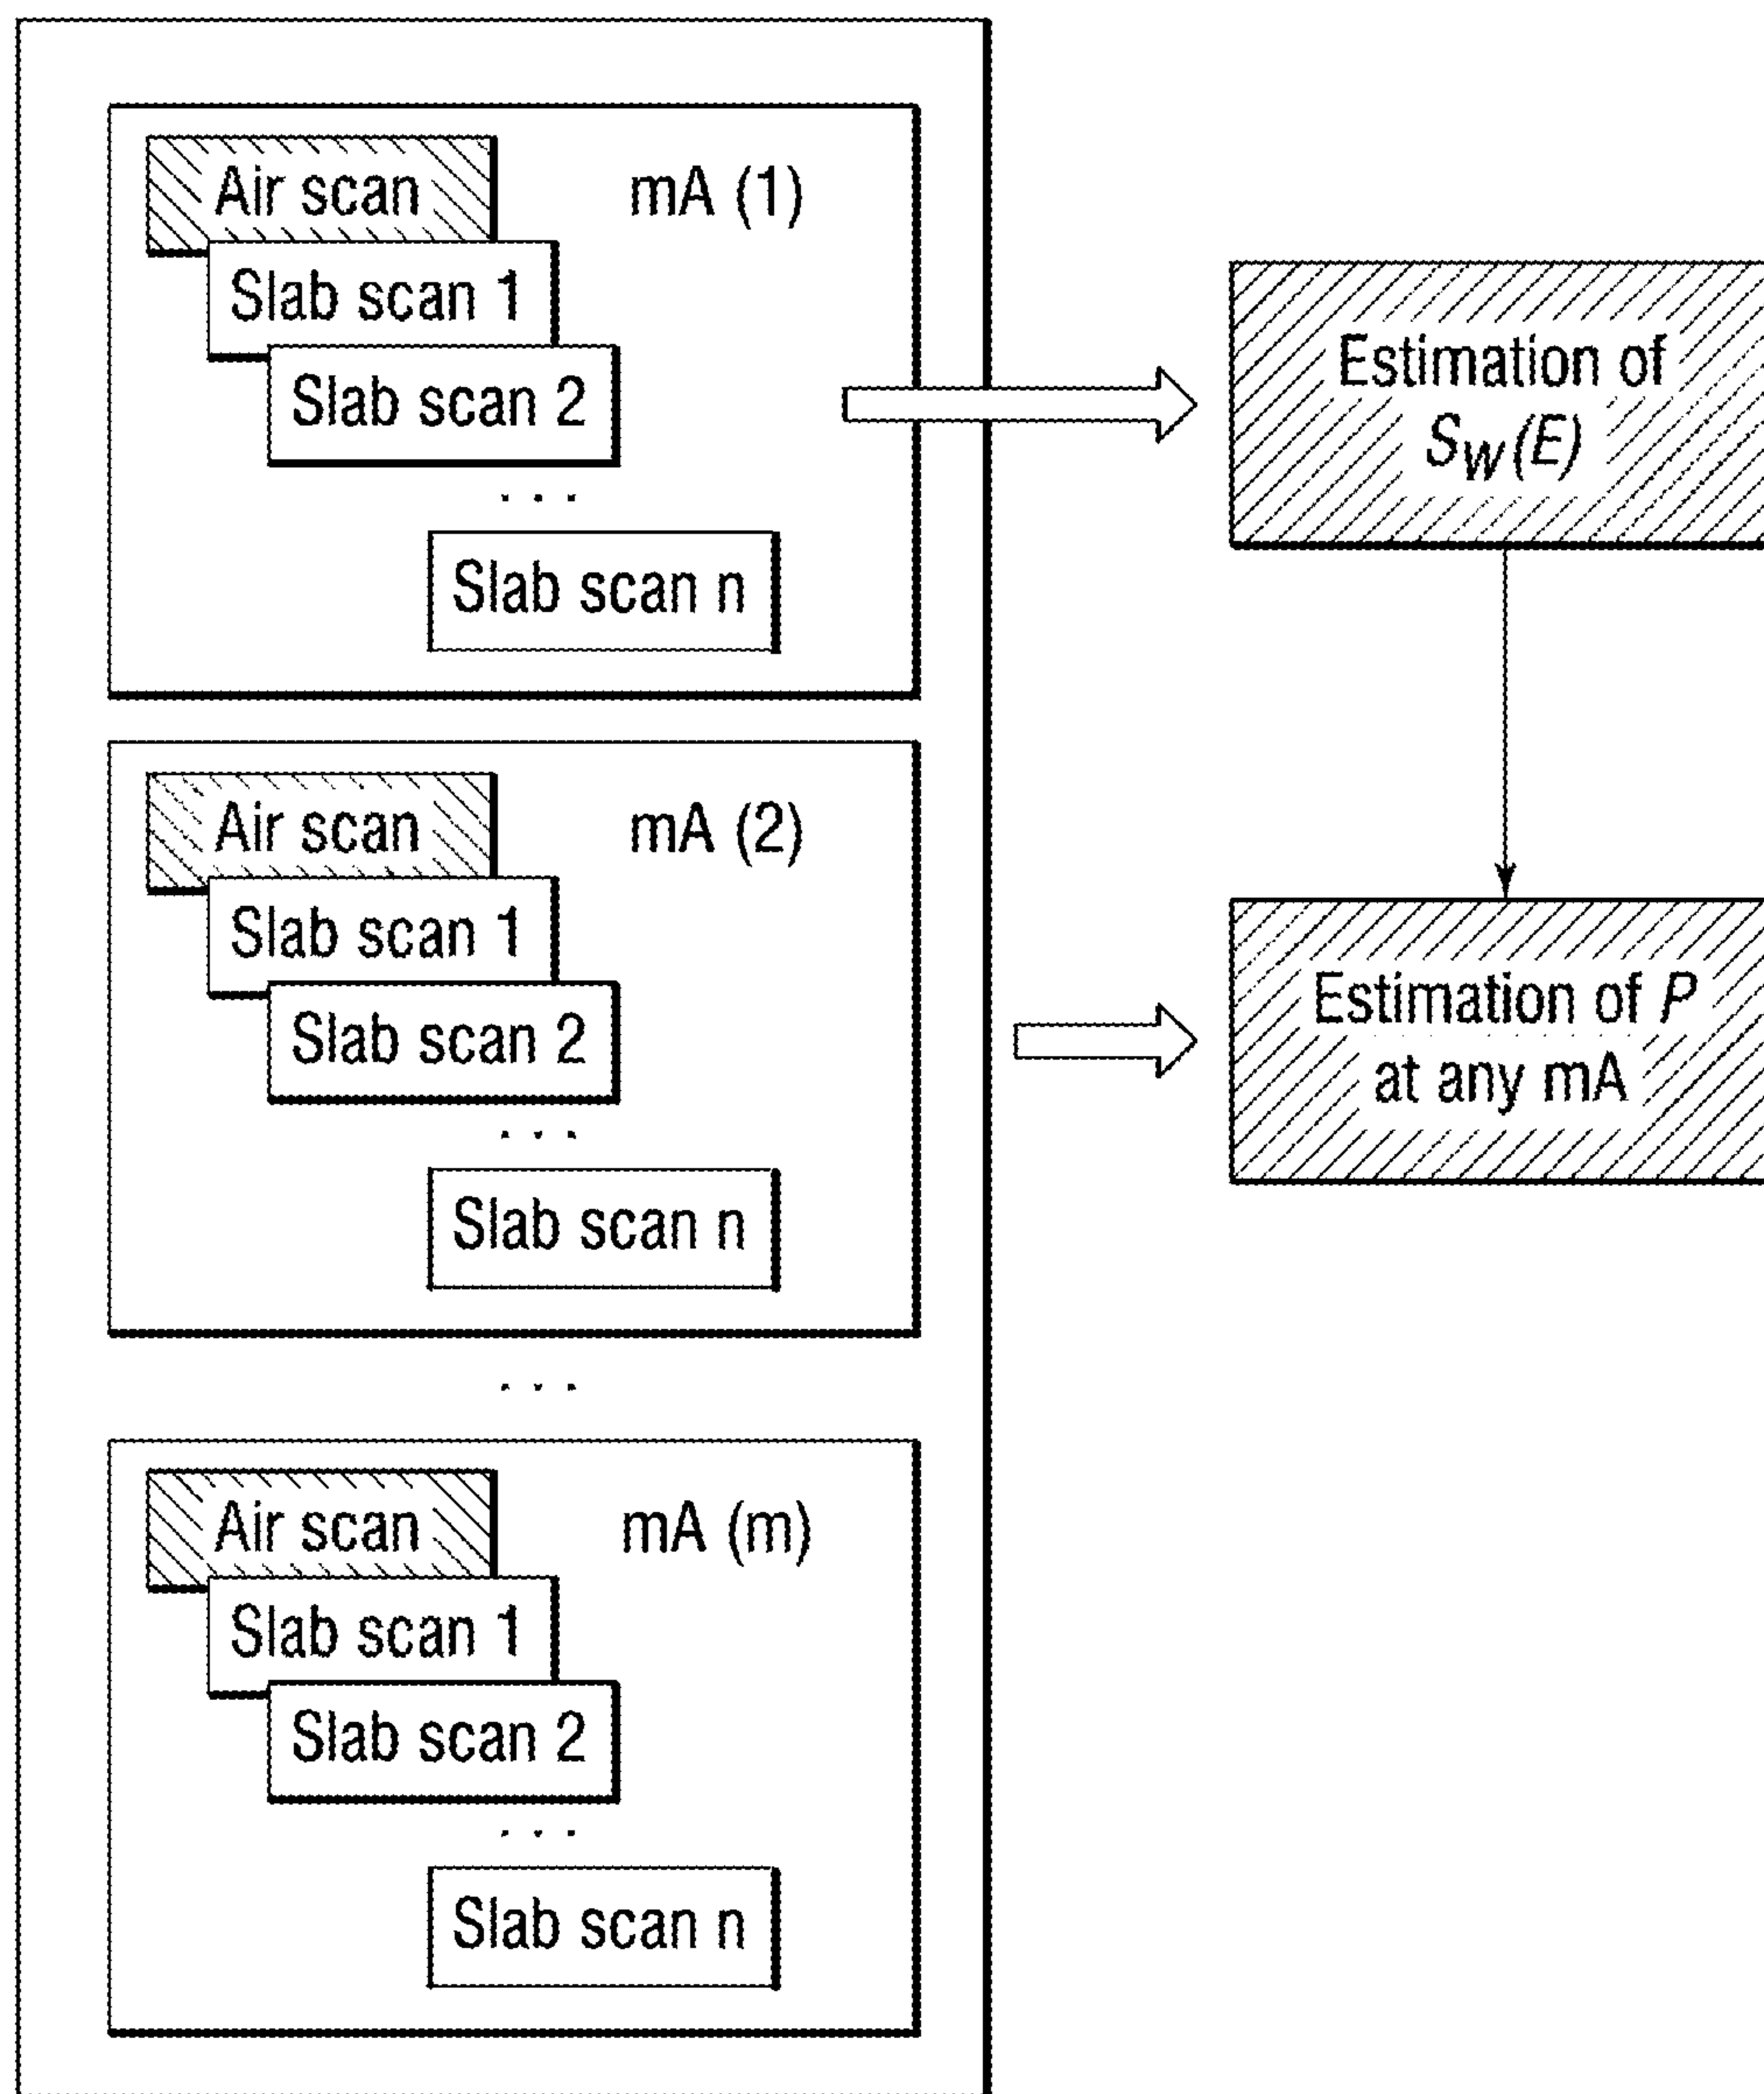 Air scan
mA (1)
Slab scan 1
Slab scan 2
. . .
Slab scan n
Air scan
mA (2)
Slab scan 1
Slab scan 2
. . .
Slab scan n
. . .
Air scan
mA (m)
Slab scan 1
Slab scan 2
. . .
Slab scan n
Estimation of
Sw(E)
Estimation of P
at any mA